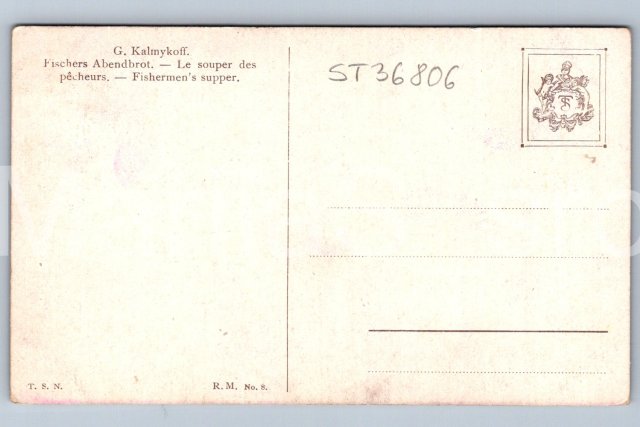 G. Kalmykoff.
Fischers Abendbrot. — Le souper des
pêcheurs. — Fishermen's supper.
ST36806
T. S. N.
R. M. No. 8.